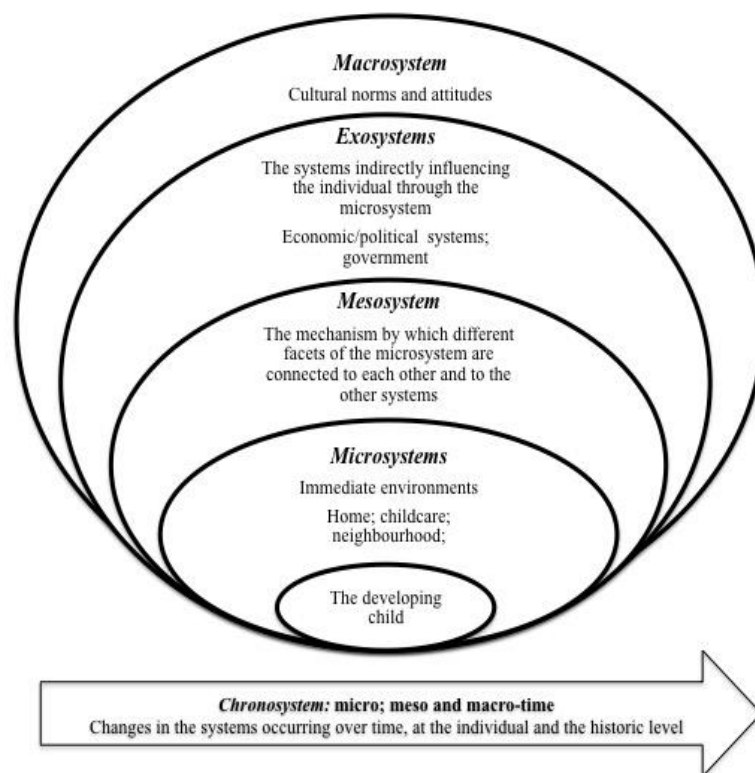 Macrosystem
Cultural norms and attitudes
Exosystems
The systems indirectly influencing
the individual through the
microsystem
Economic/political systems;
government
Mesosystem
The mechanism by which different
facets of the microsystem are
connected to each other and to the
other systems
Microsystems
Immediate environments
Home; childcare;
neighbourhood;
The developing
child
Chronosystem: micro; meso and macro-time
Changes in the systems occurring over time, at the individual and the historic level